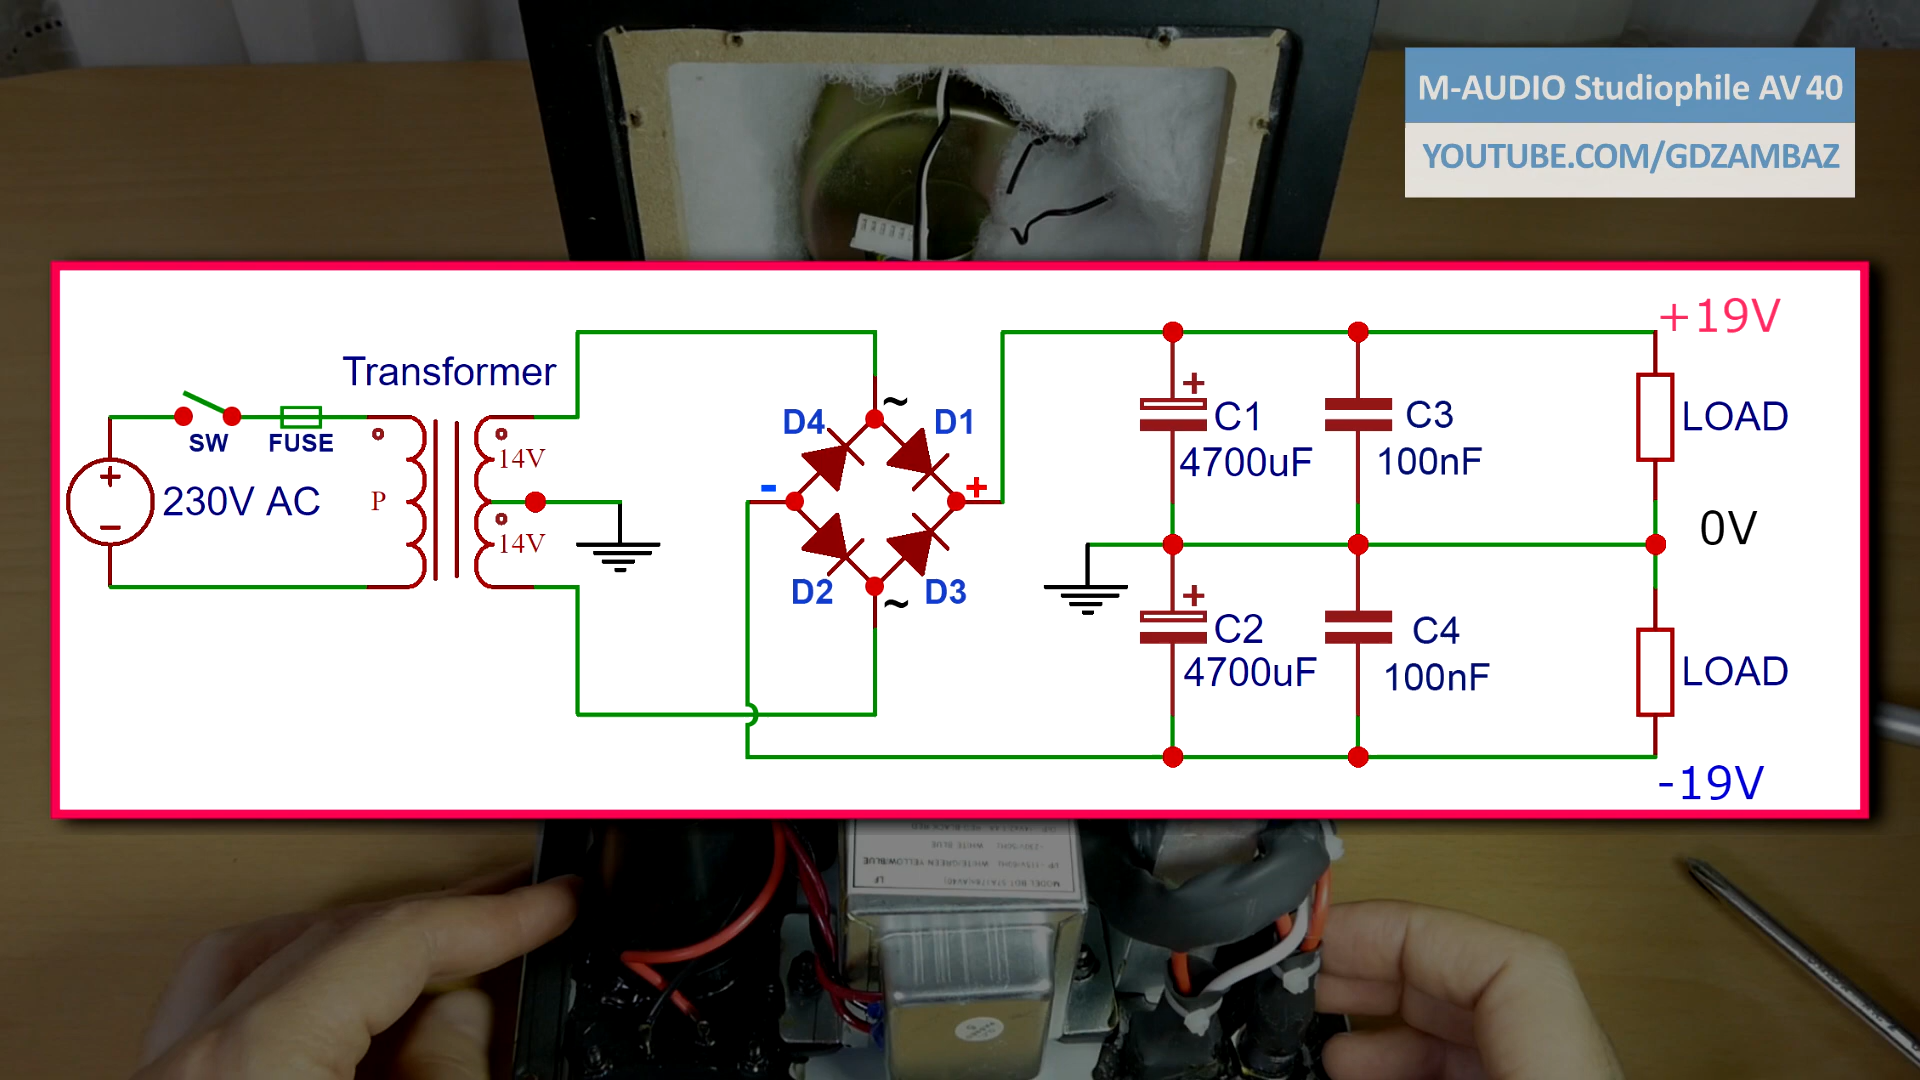 M-AUDIO Studiophile AV 40
YOUTUBE.COM/GDZAMBAZ
+19V
Transformer
~
D4
D1
+
C1
4700uF
C3
100nF
LOAD
SW
FUSE
14V
+
230V AC
P
-
+
0V
14V
D2
D3
~
+
C2
4700uF
C4
100nF
LOAD
-19V